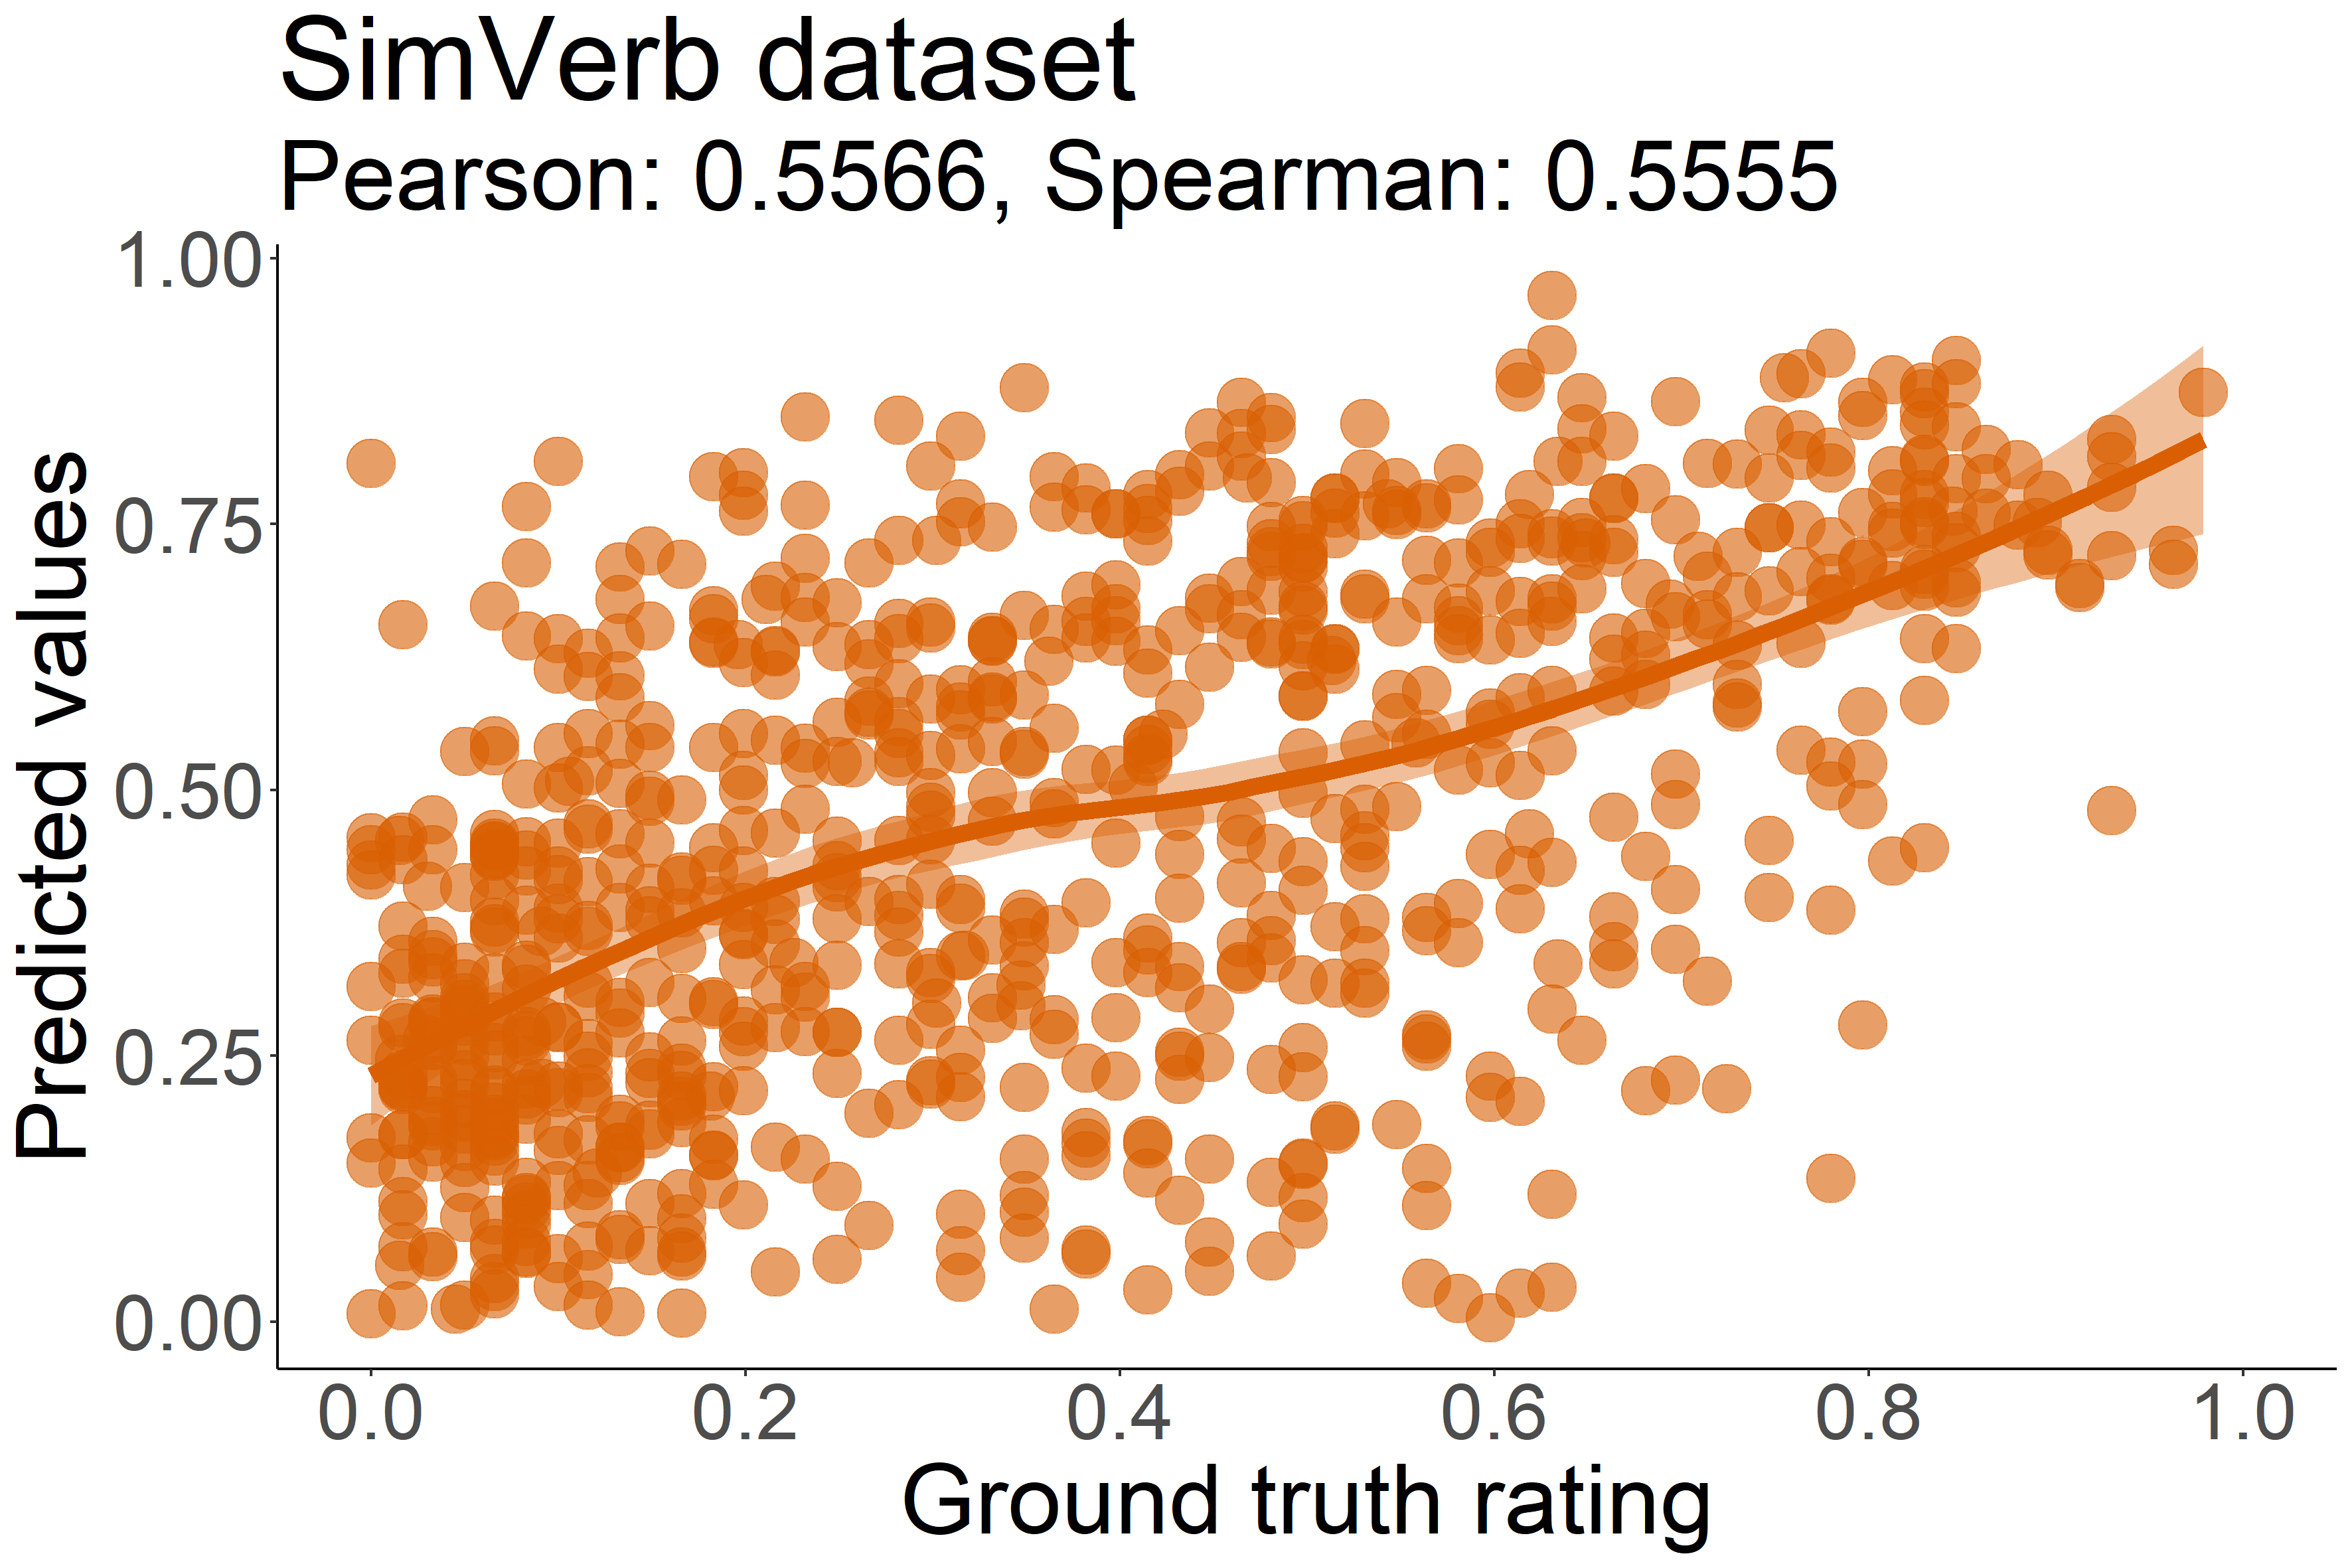 SimVerb dataset
Pearson: 0.5566, Spearman: 0.5555
1.00
0.75
0.50
0.25
0.00
Predicted values
0.0 0.2 0.4 0.6 0.8 1.0
Ground truth rating